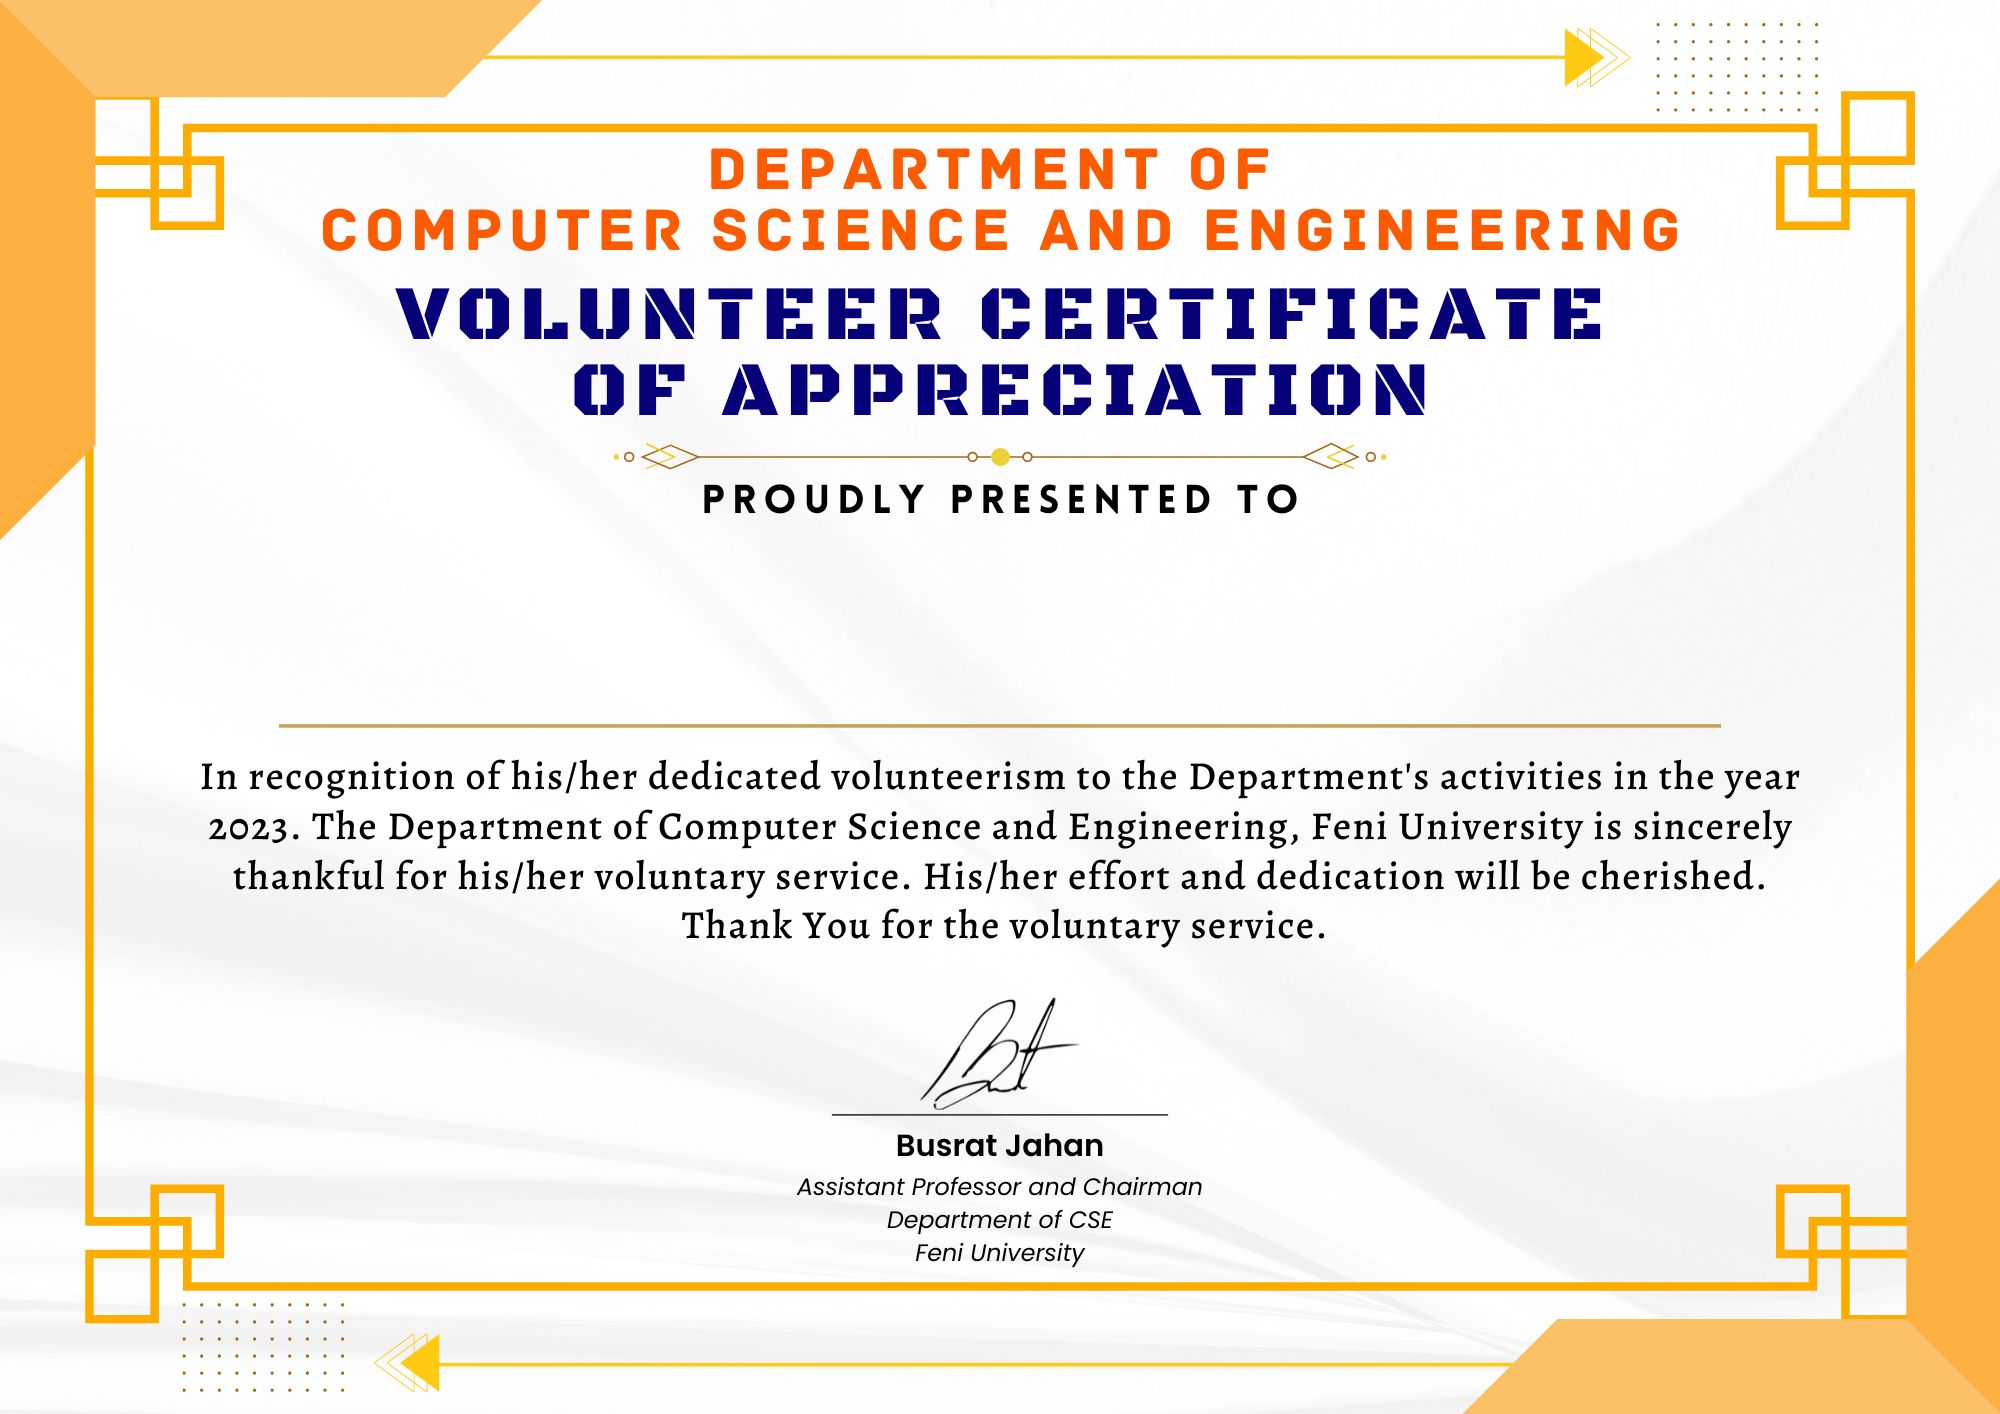 DEPARTMENT OF
COMPUTER SCIENCE AND ENGINEERING
VOLUNTEER CERTIFICATE
OF APPRECIATION
PROUDLY PRESENTED TO
In recognition of his/her dedicated volunteerism to the Department's activities in the year
2023. The Department of Computer Science and Engineering, Feni University is sincerely
thankful for his/her voluntary service. His/her effort and dedication will be cherished.
Thank You for the voluntary service.
Busrat Jahan
Assistant Professor and Chairman
Department of CSE
Feni University